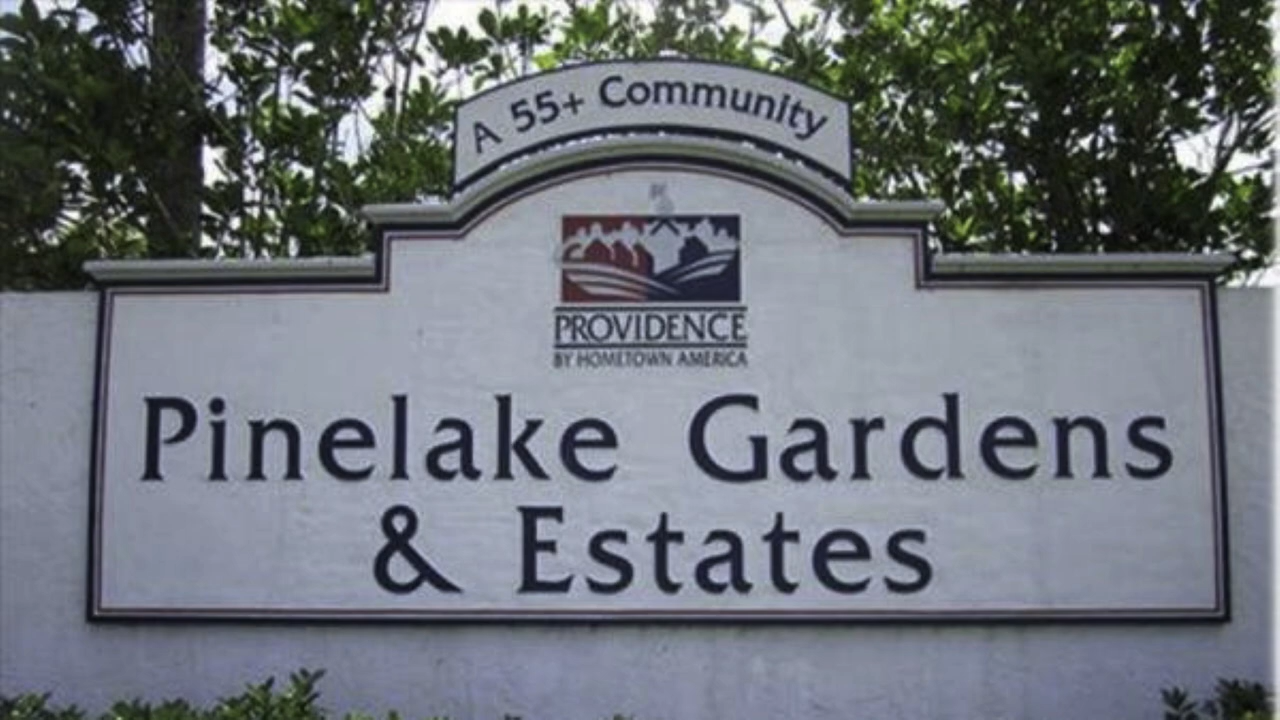 A 55+ Community
PROVIDENCE
BY HOMETOWN AMERICA
Pinelake Gardens
& Estates